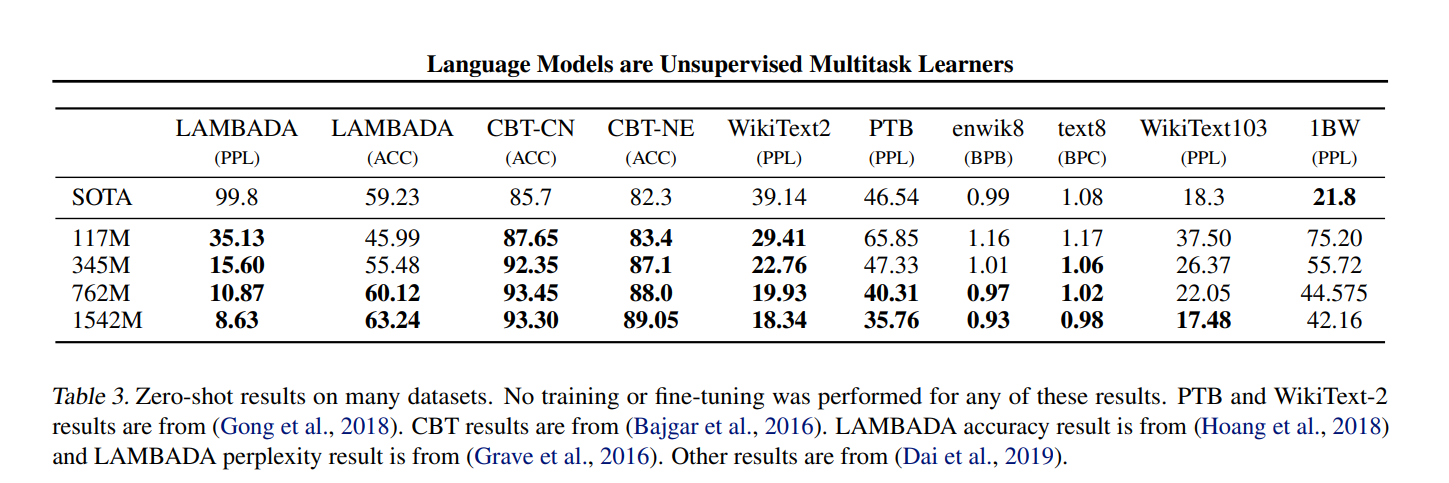 Language Models are Unsupervised Multitask Learners
LAMBADA LAMBADA CBT-CN CBT-NE WikiText2 PTB enwik8 text8 WikiText103 1BW
(PPL) (ACC) (ACC) (ACC) (PPL) (PPL) (BPB) (BPC) (PPL) (PPL)
SOTA 99.8 59.23 85.7 82.3 39.14 46.54 0.99 1.08 18.3 21.8
117M 35.13 45.99 87.65 83.4 29.41 65.85 1.16 1.17 37.50 75.20
345M 15.60 55.48 92.35 87.1 22.76 47.33 1.01 1.06 26.37 55.72
762M 10.87 60.12 93.45 88.0 19.93 40.31 0.97 1.02 22.05 44.575
1542M 8.63 63.24 93.30 89.05 18.34 35.76 0.93 0.98 17.48 42.16
Table 3. Zero-shot results on many datasets. No training or fine-tuning was performed for any of these results. PTB and WikiText-2
results are from (Gong et al., 2018). CBT results are from (Bajgar et al., 2016). LAMBADA accuracy result is from (Hoang et al., 2018)
and LAMBADA perplexity result is from (Grave et al., 2016). Other results are from (Dai et al., 2019).